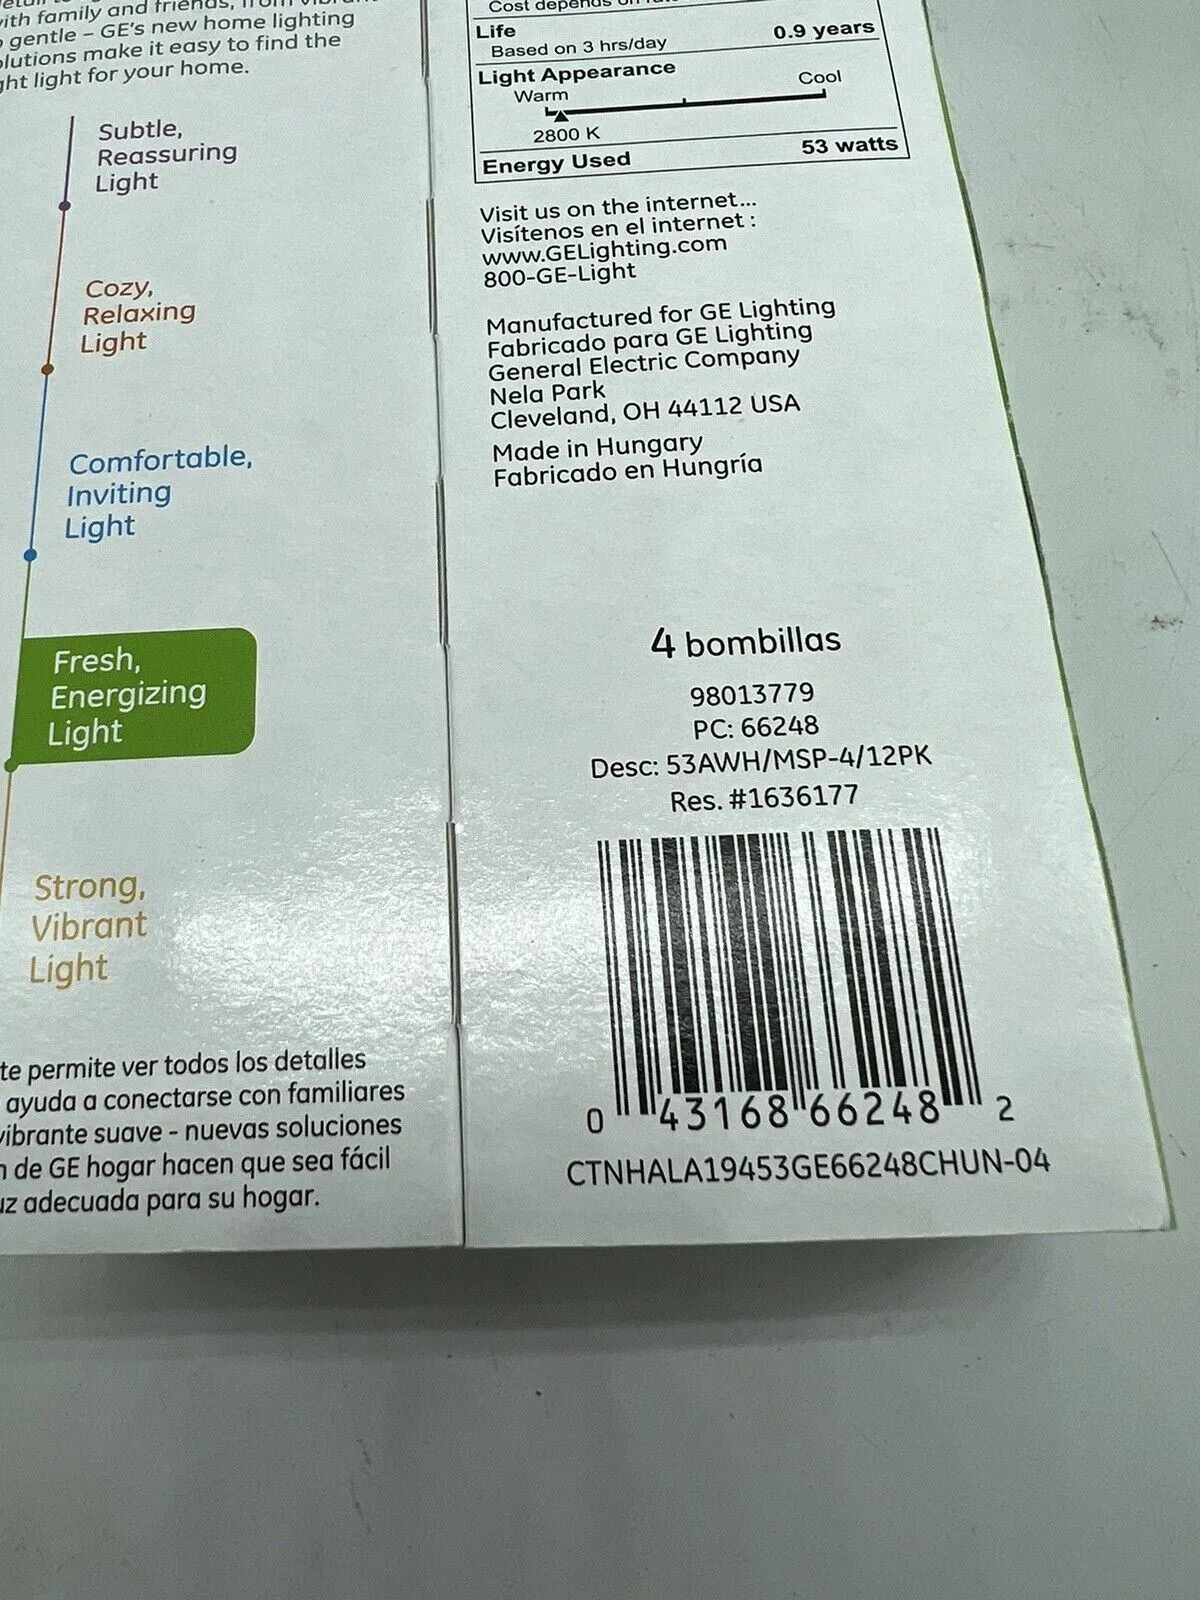 with family and friends, from
gentle – GE's new home lighting
make it easy to find the
light for your home.
Subtle,
Reassuring
Light
Cozy,
Relaxing
Light
Comfortable,
Inviting
Light
Fresh,
Energizing
Light
Strong,
Vibrant
Light
te permite ver todos los detalles
ayuda a conectarse con familiares
vibrante suave - nuevas soluciones
de GE hogar hacen que sea fácil
adecuada para su hogar.
Cost depends on
Life
Based on 3 hrs/day 0.9 years
Light Appearance
Warm Cool
2800 K
Energy Used 53 watts
Visit us on the internet...
Visítenos en el internet :
www.GELighting.com
800-GE-Light
Manufactured for GE Lighting
Fabricado para GE Lighting
General Electric Company
Nela Park
Cleveland, OH 44112 USA
Made in Hungary
Fabricado en Hungría
4 bombillas
98013779
PC: 66248
Desc: 53AWH/MSP-4/12PK
Res. #1636177
0 43168 66248 2
CTNHALA19453GE66248CHUN-04